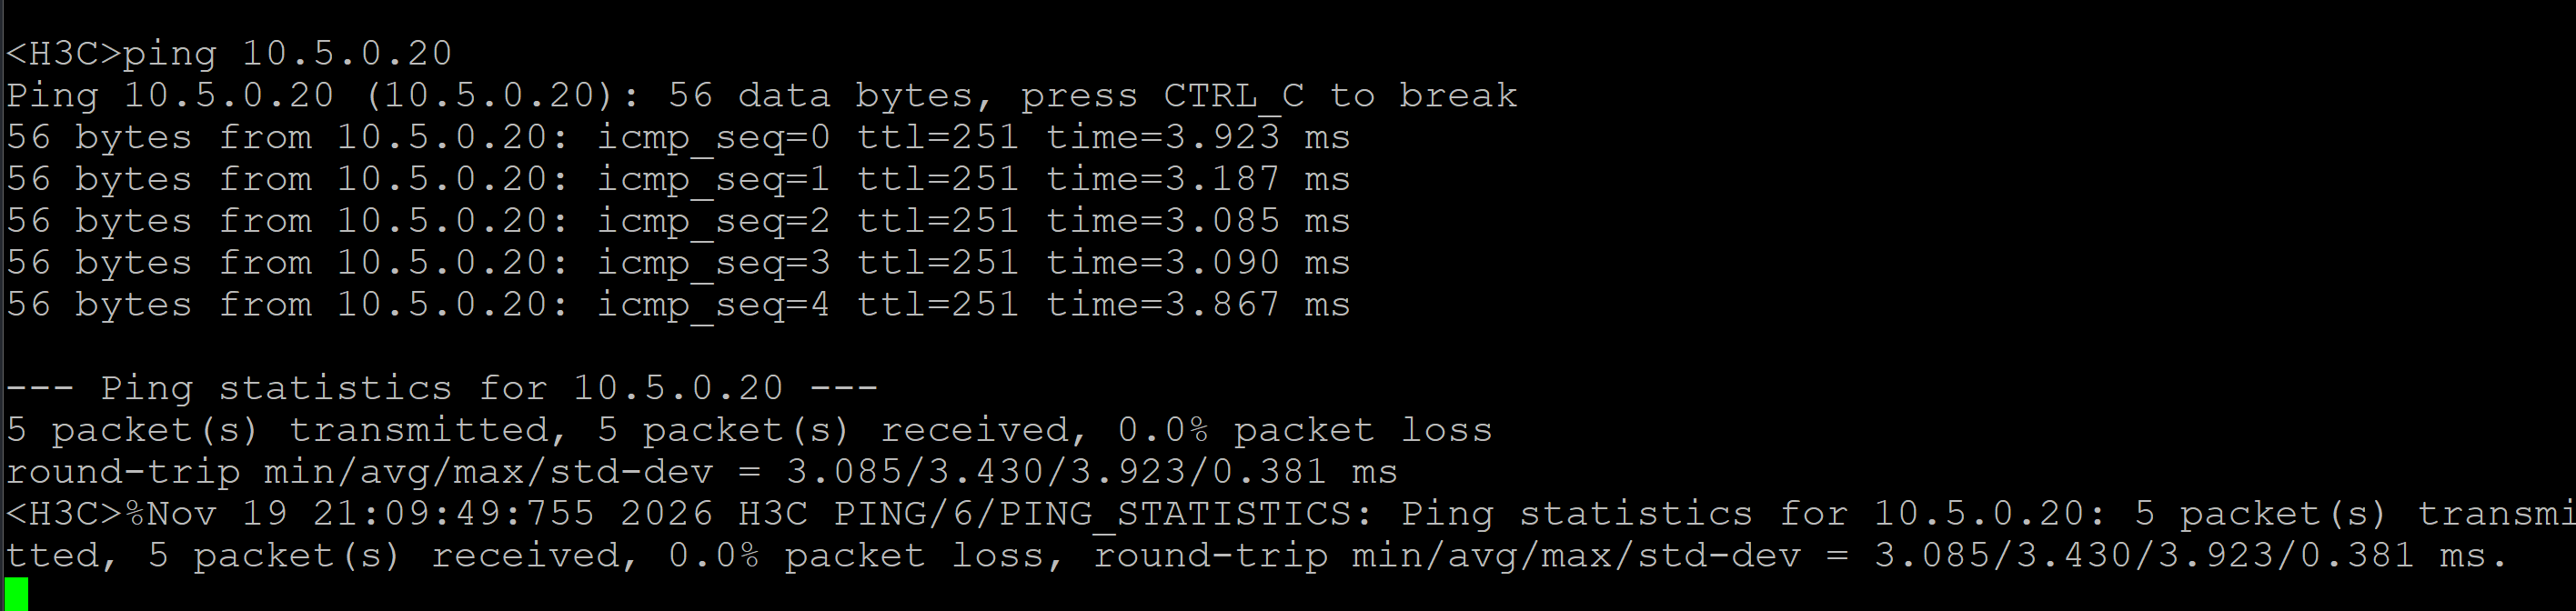 <H3C>ping 10.5.0.20
Ping 10.5.0.20 (10.5.0.20): 56 data bytes, press CTRL_C to break
56 bytes from 10.5.0.20: icmp_seq=0 ttl=251 time=3.923 ms
56 bytes from 10.5.0.20: icmp_seq=1 ttl=251 time=3.187 ms
56 bytes from 10.5.0.20: icmp_seq=2 ttl=251 time=3.085 ms
56 bytes from 10.5.0.20: icmp_seq=3 ttl=251 time=3.090 ms
56 bytes from 10.5.0.20: icmp_seq=4 ttl=251 time=3.867 ms

--- Ping statistics for 10.5.0.20 ---
5 packet(s) transmitted, 5 packet(s) received, 0.0% packet loss
round-trip min/avg/max/std-dev = 3.085/3.430/3.923/0.381 ms
<H3C>%Nov 19 21:09:49:755 2026 H3C PING/6/PING_STATISTICS: Ping statistics for 10.5.0.20: 5 packet(s) transmi
tted, 5 packet(s) received, 0.0% packet loss, round-trip min/avg/max/std-dev = 3.085/3.430/3.923/0.381 ms.